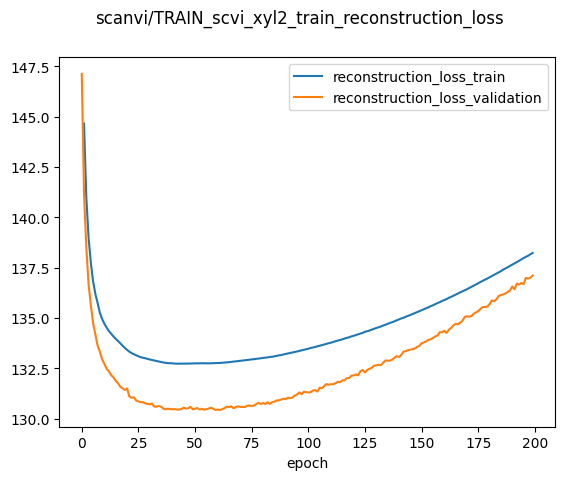 scanvi/TRAIN_scvi_xyl2_train_reconstruction_loss
reconstruction_loss_train
reconstruction_loss_validation
147.5
145.0
142.5
140.0
137.5
135.0
132.5
130.0
0 25 50 75 100 125 150 175 200
epoch